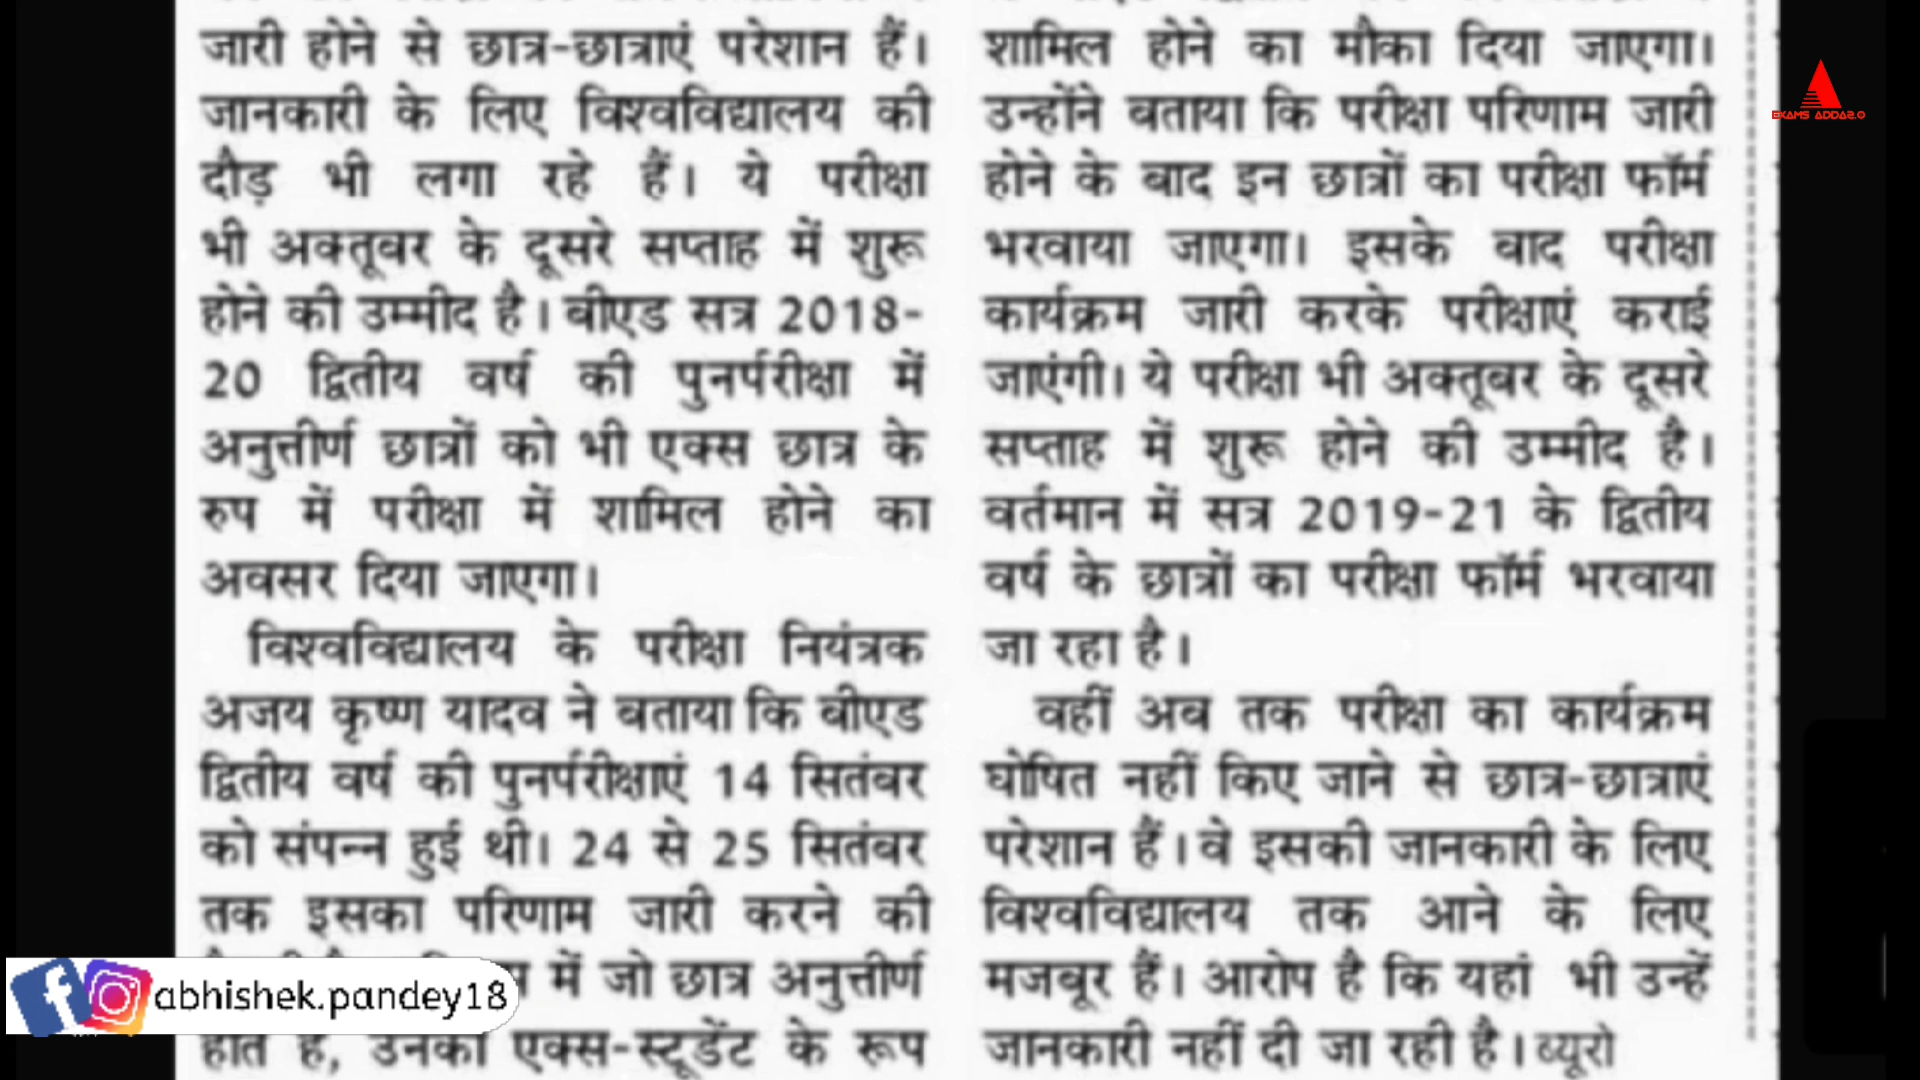 जारी होने से छात्र-छात्राएं परेशान हैं।
जानकारी के लिए विश्वविद्यालय की
दौड़ भी लगा रहे हैं। ये परीक्षा
भी अक्तूबर के दूसरे सप्ताह में शुरू
होने की उम्मीद है। बीएड सत्र 2018-
20 द्वितीय वर्ष की पुनर्परीक्षा में
अनुत्तीर्ण छात्रों को भी एक्स छात्र के
रुप में परीक्षा में शामिल होने का
अवसर दिया जाएगा।
विश्वविद्यालय के परीक्षा नियंत्रक
अजय कृष्ण यादव ने बताया कि बीएड
द्वितीय वर्ष की पुनर्परीक्षाएं 14 सितंबर
को संपन्न हुई थी। 24 से 25 सितंबर
तक इसका परिणाम जारी करने की
में जो छात्र अनुत्तीर्ण
होते हैं, उनको एक्स-स्टूडेंट के रूप
शामिल होने का मौका दिया जाएगा।
उन्होंने बताया कि परीक्षा परिणाम जारी
होने के बाद इन छात्रों का परीक्षा फॉर्म
भरवाया जाएगा। इसके बाद परीक्षा
कार्यक्रम जारी करके परीक्षाएं कराई
जाएंगी। ये परीक्षा भी अक्तूबर के दूसरे
सप्ताह में शुरू होने की उम्मीद है।
वर्तमान में सत्र 2019-21 के द्वितीय
वर्ष के छात्रों का परीक्षा फॉर्म भरवाया
जा रहा है।
वहीं अब तक परीक्षा का कार्यक्रम
घोषित नहीं किए जाने से छात्र-छात्राएं
परेशान हैं। वे इसकी जानकारी के लिए
विश्वविद्यालय तक आने के लिए
मजबूर हैं। आरोप है कि यहां भी उन्हें
जानकारी नहीं दी जा रही है। ब्यूरो
EXAMS ADDA2.0
abhishek.pandey18